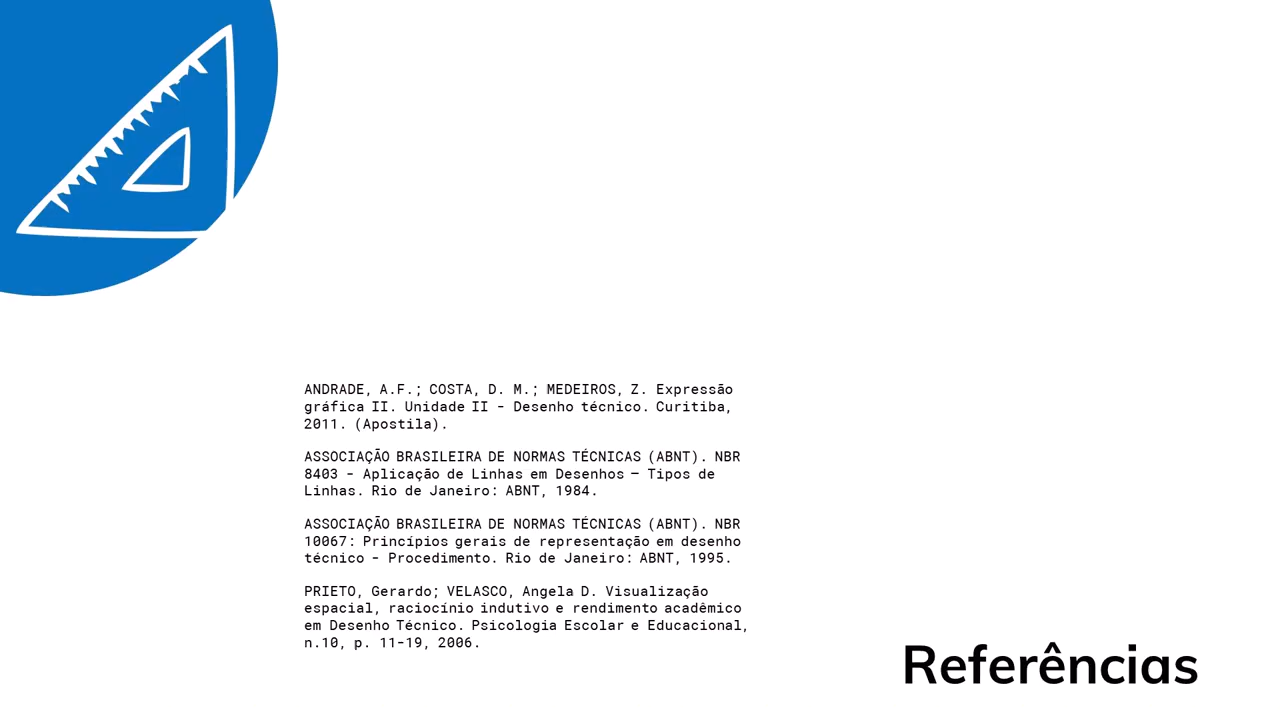 ANDRADE, A.F.; COSTA, D. M.; MEDEIROS, Z. Expressão
gráfica II. Unidade II - Desenho técnico. Curitiba,
2011. (Apostila).
ASSOCIAÇÃO BRASILEIRA DE NORMAS TÉCNICAS (ABNT). NBR
8403 - Aplicação de Linhas em Desenhos – Tipos de
Linhas. Rio de Janeiro: ABNT, 1984.
ASSOCIAÇÃO BRASILEIRA DE NORMAS TÉCNICAS (ABNT). NBR
10067: Princípios gerais de representação em desenho
técnico - Procedimento. Rio de Janeiro: ABNT, 1995.
PRIETO, Gerardo; VELASCO, Angela D. Visualização
espacial, raciocínio indutivo e rendimento acadêmico
em Desenho Técnico. Psicologia Escolar e Educacional,
n.10, p. 11-19, 2006.
Referências